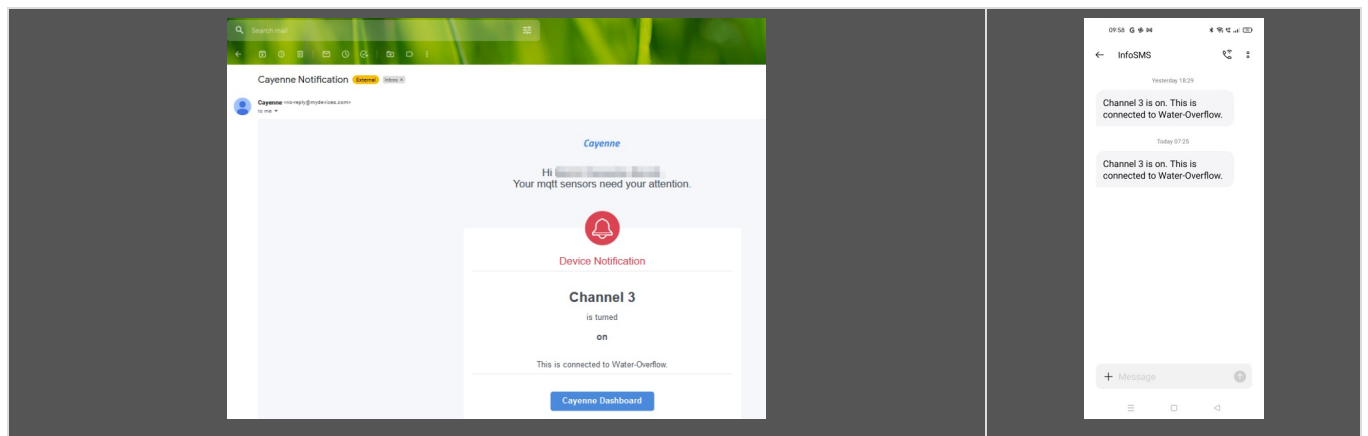 Search mail
Cayenne Notification External Inbox ×
Cayenne <no-reply@mydevices.com>
to me
Cayenne
Hi
Your mqtt sensors need your attention.
Device Notification
Channel 3
is turned
on
This is connected to Water-Overflow.
Cayenne Dashboard
09:58 G
InfoSMS
Yesterday 18:29
Channel 3 is on. This is
connected to Water-Overflow.
Today 07:25
Channel 3 is on. This is
connected to Water-Overflow.
+ Message